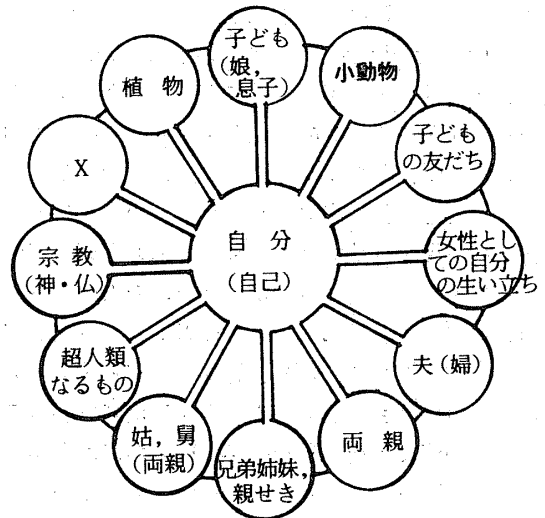 子ども
(娘,
息子)
小動物
子ども
の友だち
女性とし
ての自分
の生い立ち
夫(婦)
両親
兄弟姉妹,
親せき
姑,舅
(両親)
超人類
なるもの
宗教
(神・仏)
X
植物
自分
(自己)